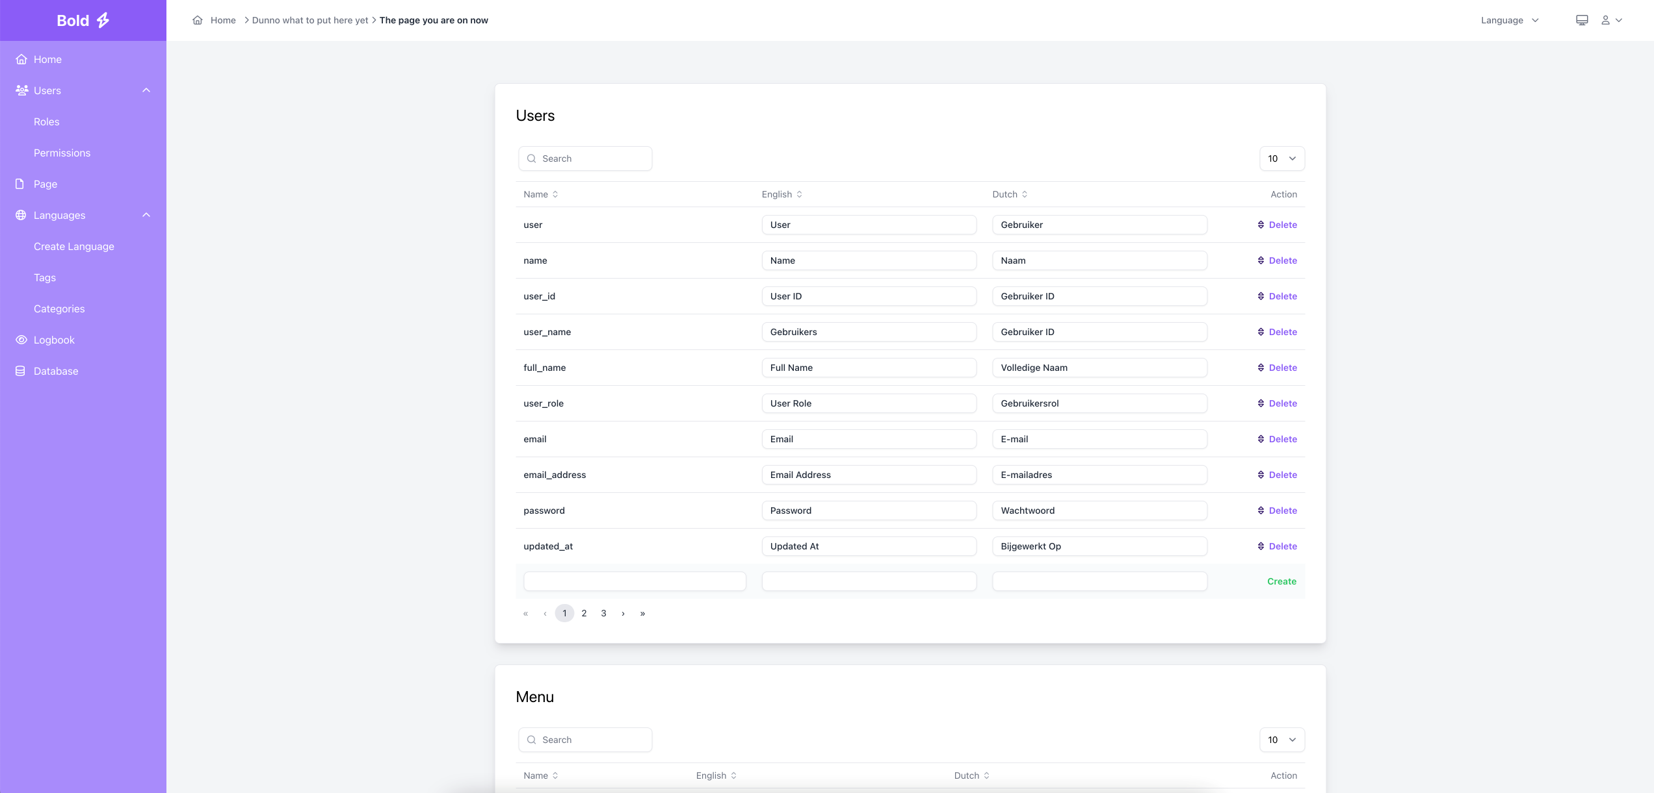 Bold
Home
Users
Roles
Permissions
Page
Languages
Create Language
Tags
Categories
Logbook
Database
Home > Dunno what to put here yet > The page you are on now
Language
Users
Search
10
Name English Dutch Action
user User Gebruiker Delete
name Name Naam Delete
user_id User ID Gebruiker ID Delete
user_name Gebruikers Gebruiker ID Delete
full_name Full Name Volledige Naam Delete
user_role User Role Gebruikersrol Delete
email Email E-mail Delete
email_address Email Address E-mailadres Delete
password Password Wachtwoord Delete
updated_at Updated At Bijgewerkt Op Delete
Create
« ‹ 1 2 3 › »
Menu
Search
10
Name English Dutch Action